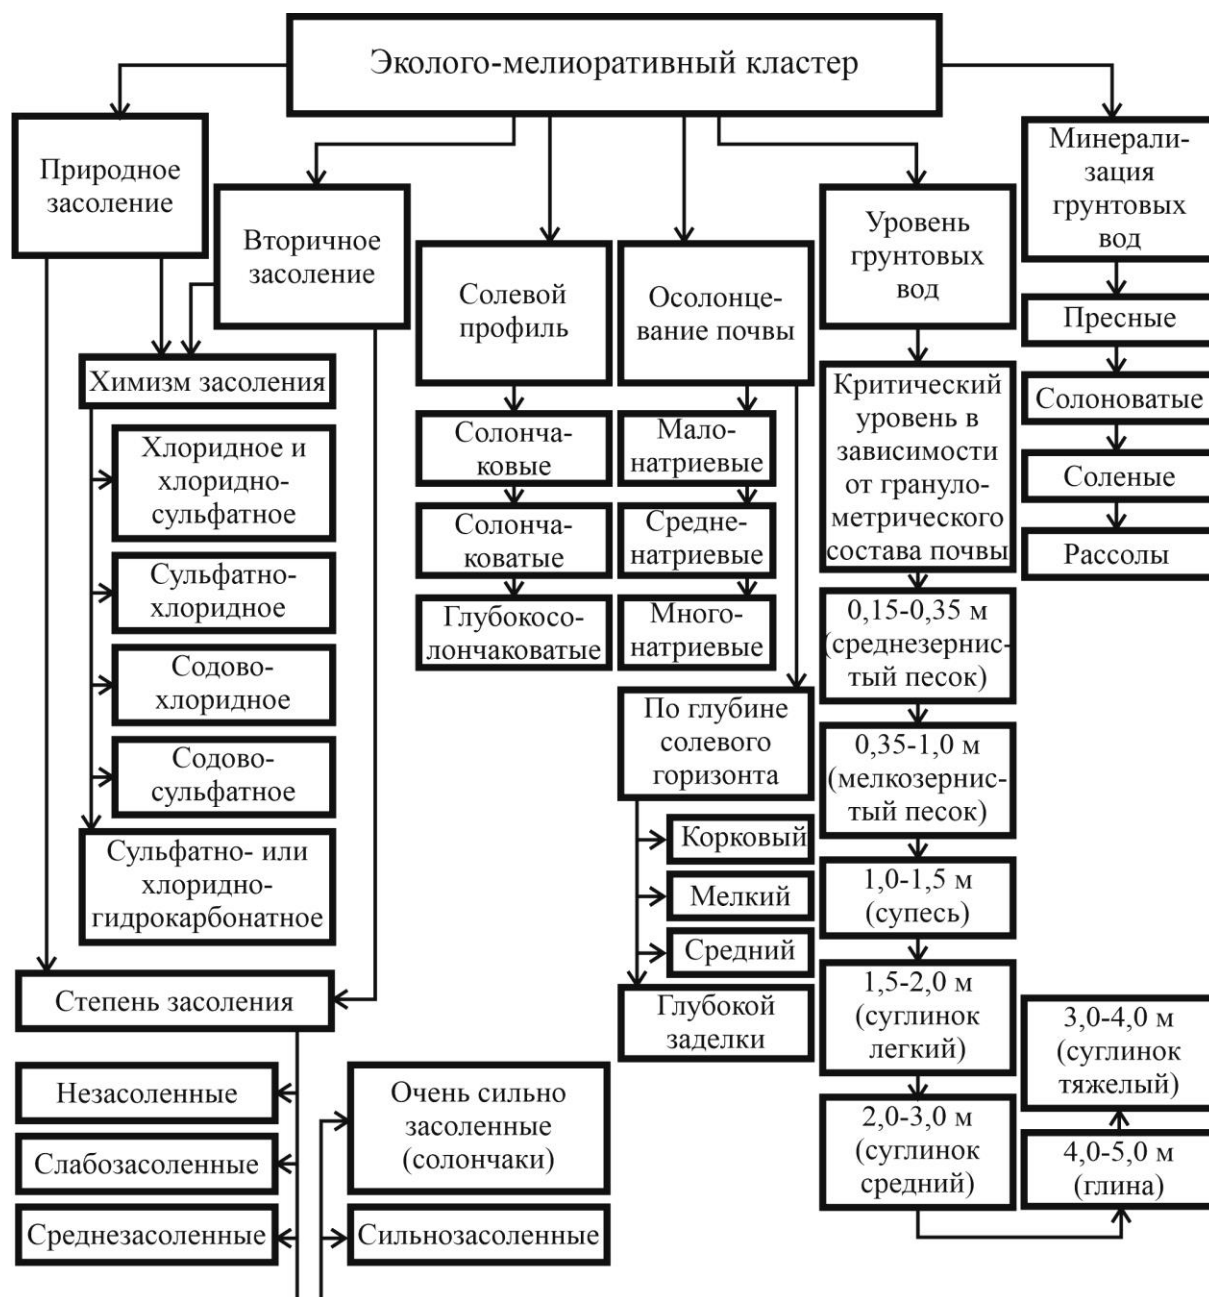 Эколого-мелиоративный кластер
Природное
засоление
Вторичное
засоление
Химизм засоления
Хлоридное и
хлоридно-
сульфатное
Сульфатно-
хлоридное
Содово-
хлоридное
Содово-
сульфатное
Сульфатно- или
хлоридно-
гидрокарбонатное
Степень засоления
Незасоленные
Слабозасоленные
Среднезасоленные
Очень сильно
засоленные
(солончаки)
Сильнозасоленные
Солевой
профиль
Солонча-
ковые
Солонча-
коватые
Глубокосо-
лончаковатые
Осолонце-
вание почвы
Мало-
натриевые
Средне-
натриевые
Много-
натриевые
По глубине
солевого
горизонта
Корковый
Мелкий
Средний
Глубокой
заделки
Уровень
грунтовых
вод
Критический
уровень в
зависимости
от грануло-
метрического
состава почвы
0,15-0,35 м
(среднезернис-
тый песок)
0,35-1,0 м
(мелкозернис-
тый песок)
1,0-1,5 м
(супесь)
1,5-2,0 м
(суглинок
легкий)
2,0-3,0 м
(суглинок
средний)
Минерали-
зация
грунтовых
вод
Пресные
Солоноватые
Соленые
Рассолы
3,0-4,0 м
(суглинок
тяжелый)
4,0-5,0 м
(глина)